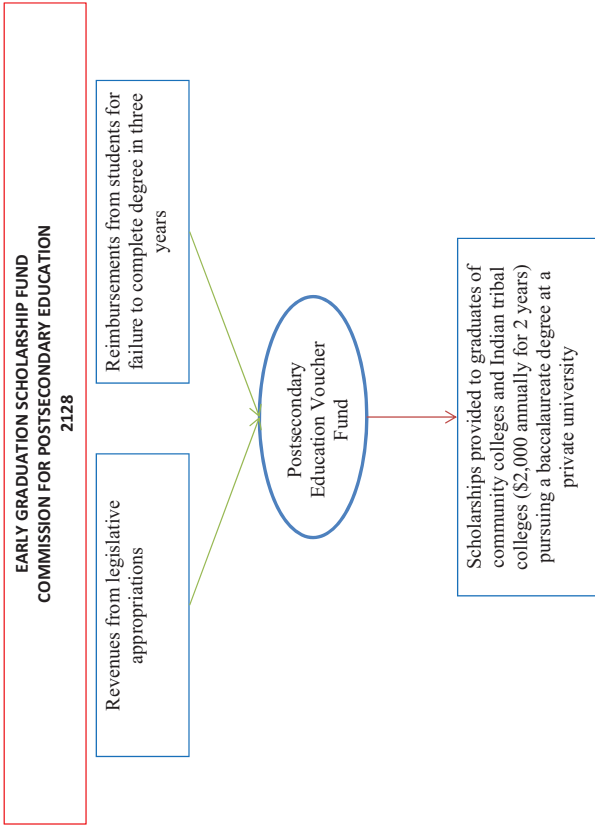 EARLY GRADUATION SCHOLARSHIP FUND
COMMISSION FOR POSTSECONDARY EDUCATION
2128
Revenues from legislative
appropriations
Reimbursements from students for
failure to complete degree in three
years
Postsecondary
Education Voucher
Fund
Scholarships provided to graduates of
community colleges and Indian tribal
colleges ($2,000 annually for 2 years)
pursuing a baccalaureate degree at a
private university